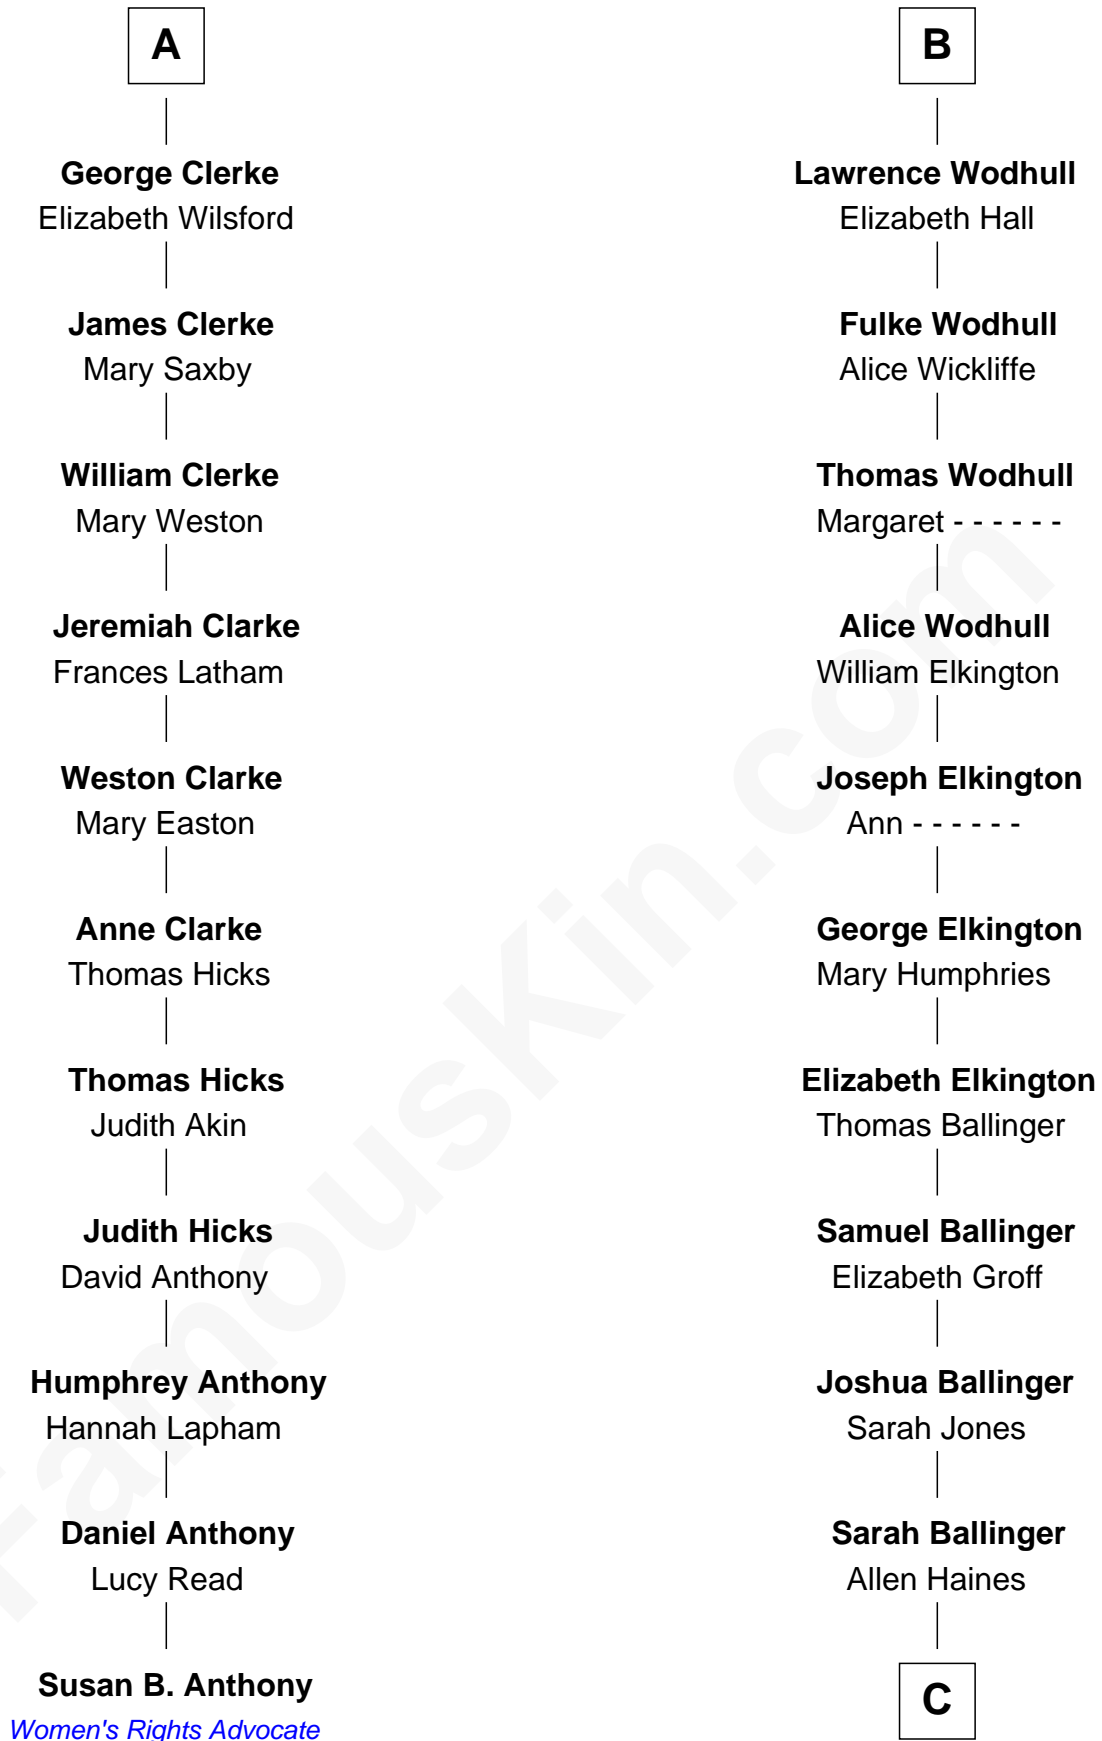 A
George Clerke
Elizabeth Wilsford
James Clerke
Mary Saxby
William Clerke
Mary Weston
Jeremiah Clarke
Frances Latham
Weston Clarke
Mary Easton
Anne Clarke
Thomas Hicks
Thomas Hicks
Judith Akin
Judith Hicks
David Anthony
Humphrey Anthony
Hannah Lapham
Daniel Anthony
Lucy Read
Susan B. Anthony
Women's Rights Advocate
B
Lawrence Wodhull
Elizabeth Hall
Fulke Wodhull
Alice Wickliffe
Thomas Wodhull
Margaret - - - - - -
Alice Wodhull
William Elkington
Joseph Elkington
Ann - - - - - -
George Elkington
Mary Humphries
Elizabeth Elkington
Thomas Ballinger
Samuel Ballinger
Elizabeth Groff
Joshua Ballinger
Sarah Jones
Sarah Ballinger
Allen Haines
C
FamousKin.com